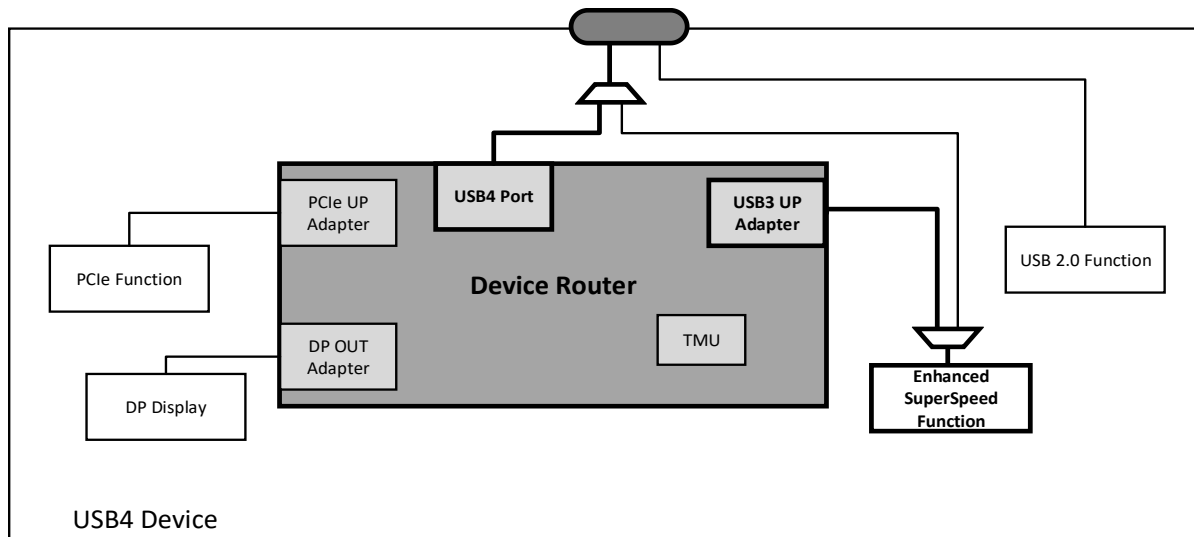 USB4 Port
PCIe UP
Adapter
USB3 UP
Adapter
PCIe Function
USB 2.0 Function
Device Router
DP OUT
Adapter
TMU
DP Display
Enhanced
SuperSpeed
Function
USB4 Device